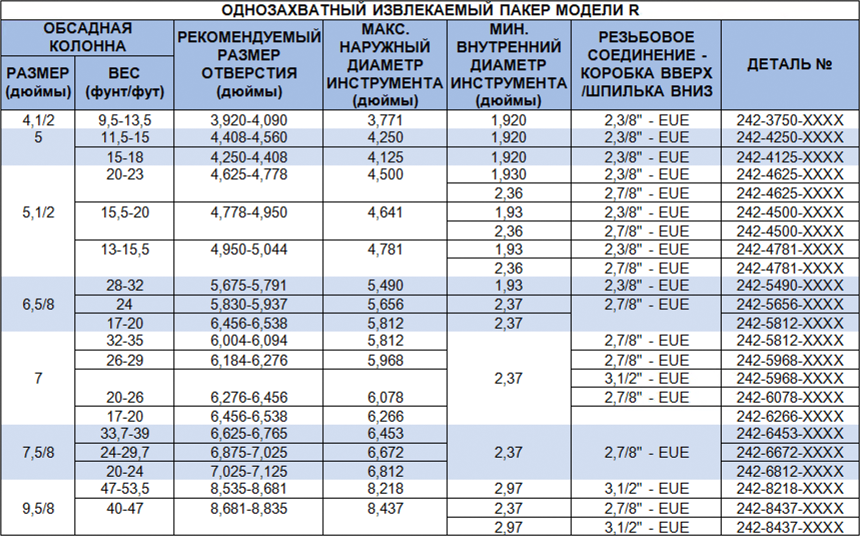 ОДНОЗАХВАТНЫЙ ИЗВЛЕКАЕМЫЙ ПАКЕР МОДЕЛИ R
ОБСАДНАЯ КОЛОННА
РАЗМЕР (дюймы)
ВЕС (фунт/фут)
РЕКОМЕНДУЕМЫЙ РАЗМЕР ОТВЕРСТИЯ (дюймы)
МАКС. НАРУЖНЫЙ ДИАМЕТР ИНСТРУМЕНТА (дюймы)
МИН. ВНУТРЕННИЙ ДИАМЕТР ИНСТРУМЕНТА (дюймы)
РЕЗЬБОВОЕ СОЕДИНЕНИЕ - КОРОБКА ВВЕРХ /ШПИЛЬКА ВНИЗ
ДЕТАЛЬ №
4,1/2 9,5-13,5 3,920-4,090 3,771 1,920 2,3/8" - EUE 242-3750-XXXX
5 11,5-15 4,408-4,560 4,250 1,920 2,3/8" - EUE 242-4250-XXXX
15-18 4,250-4,408 4,125 1,920 2,3/8" - EUE 242-4125-XXXX
20-23 4,625-4,778 4,500 1,930 2,3/8" - EUE 242-4625-XXXX
2,36 2,7/8" - EUE 242-4625-XXXX
5,1/2 15,5-20 4,778-4,950 4,641 1,93 2,3/8" - EUE 242-4500-XXXX
2,36 2,7/8" - EUE 242-4500-XXXX
13-15,5 4,950-5,044 4,781 1,93 2,3/8" - EUE 242-4781-XXXX
2,36 2,7/8" - EUE 242-4781-XXXX
28-32 5,675-5,791 5,490 1,93 2,3/8" - EUE 242-5490-XXXX
6,5/8 24 5,830-5,937 5,656 2,37 2,7/8" - EUE 242-5656-XXXX
17-20 6,456-6,538 5,812 2,37 242-5812-XXXX
32-35 6,004-6,094 5,812 2,7/8" - EUE 242-5812-XXXX
26-29 6,184-6,276 5,968 2,7/8" - EUE 242-5968-XXXX
7 2,37 3,1/2" - EUE 242-5968-XXXX
20-26 6,276-6,456 6,078 2,7/8" - EUE 242-6078-XXXX
17-20 6,456-6,538 6,266 242-6266-XXXX
33,7-39 6,625-6,765 6,453 242-6453-XXXX
7,5/8 24-29,7 6,875-7,025 6,672 2,37 2,7/8" - EUE 242-6672-XXXX
20-24 7,025-7,125 6,812 242-6812-XXXX
47-53,5 8,535-8,681 8,218 2,97 3,1/2" - EUE 242-8218-XXXX
9,5/8 40-47 8,681-8,835 8,437 2,37 2,7/8" - EUE 242-8437-XXXX
2,97 3,1/2" - EUE 242-8437-XXXX